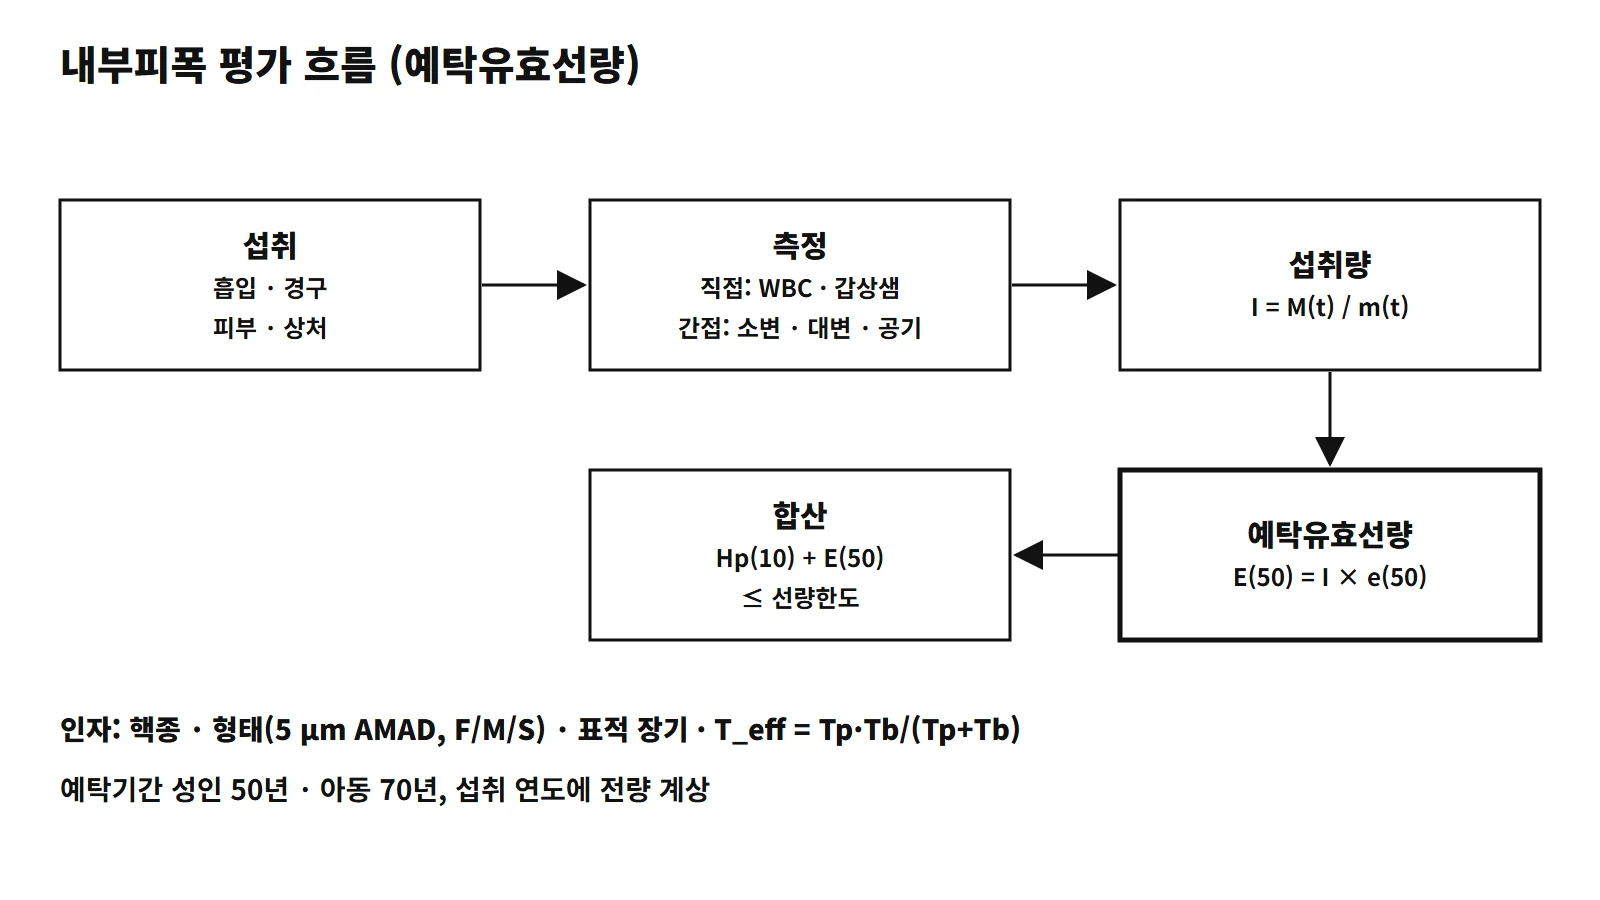 내부피폭 평가 흐름 (예탁유효선량)
섭취
흡입 · 경구
피부 · 상처
측정
직접: WBC · 갑상샘
간접: 소변 · 대변 · 공기
섭취량
I = M(t) / m(t)
합산
Hp(10) + E(50)
≤ 선량한도
예탁유효선량
E(50) = I × e(50)
인자: 핵종 · 형태(5 µm AMAD, F/M/S) · 표적 장기 · T_eff = Tp·Tb/(Tp+Tb)
예탁기간 성인 50년 · 아동 70년, 섭취 연도에 전량 계상